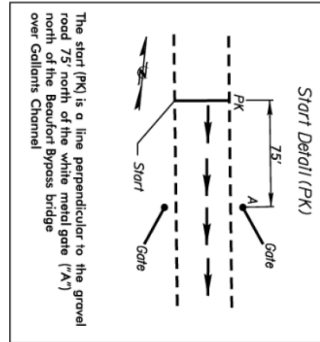 Start Detail (PK)
75'
PK
A
Start
Gate
Gate
The start (PK) is a line perpendicular to the gravel
road 75' north of the white metal gate ("A")
north of the Beaufort Bypass bridge
over Gallants Channel